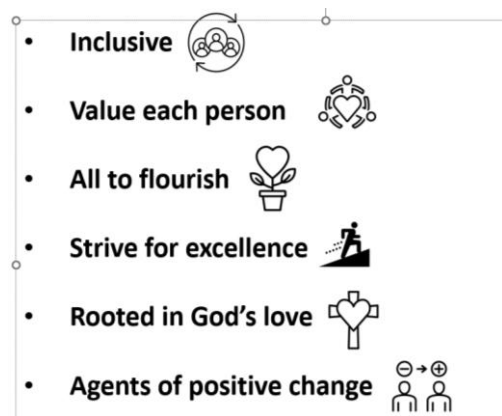 • Inclusive
• Value each person
• All to flourish
• Strive for excellence
• Rooted in God's love
• Agents of positive change